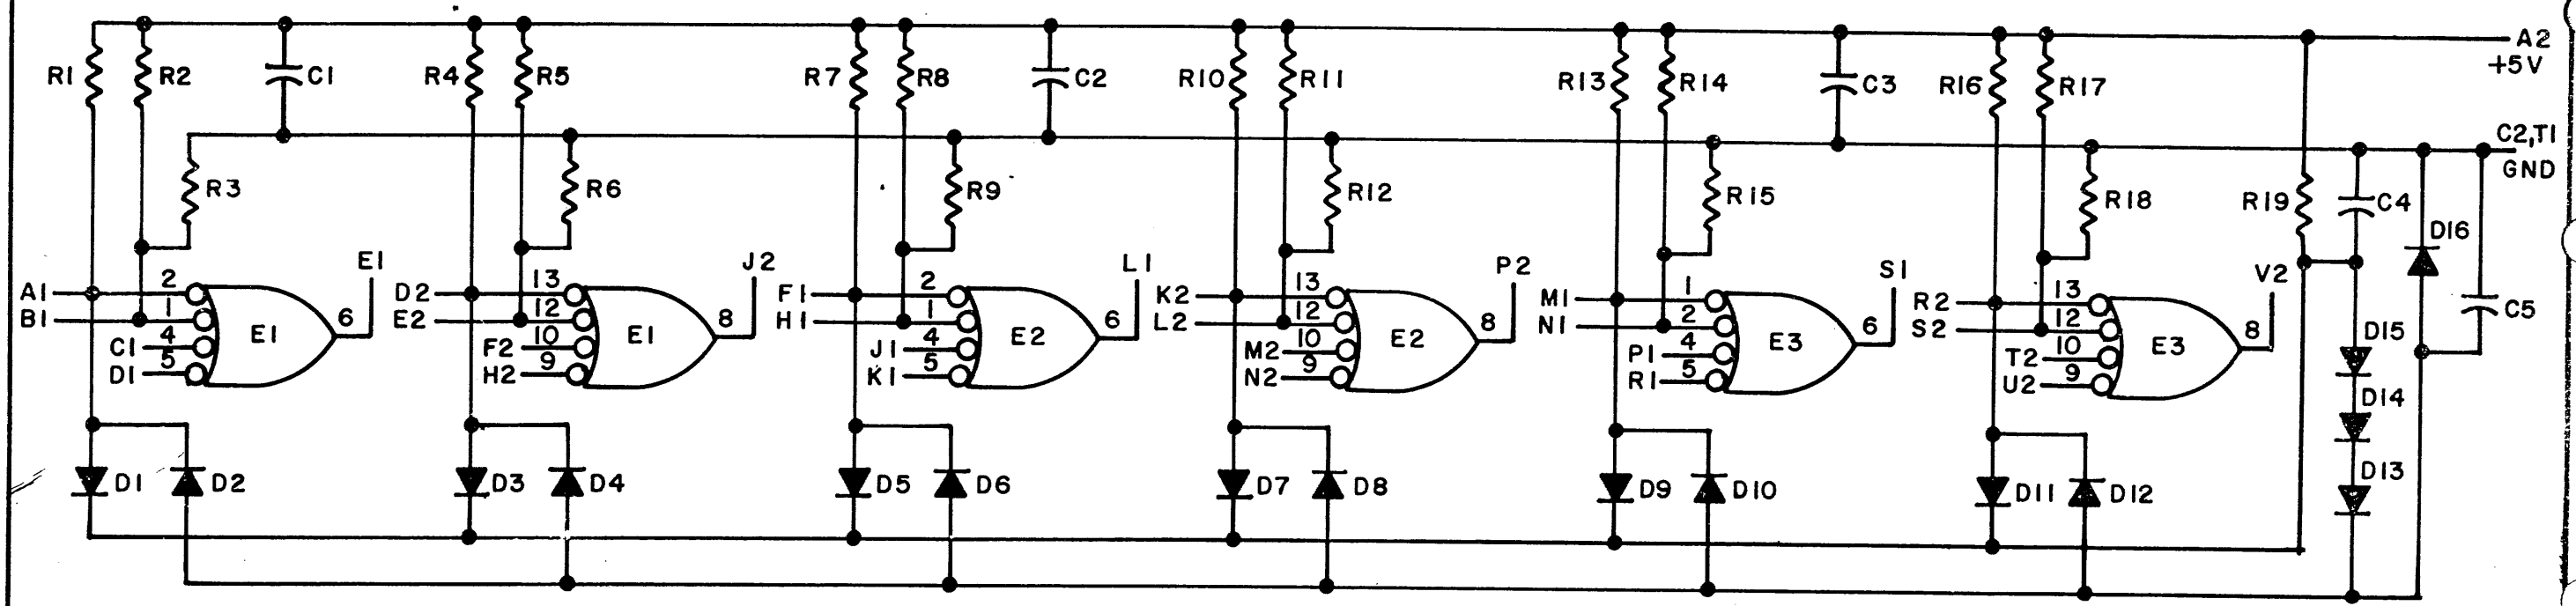 A2
+5V
R1 R2 C1 R4 R5 R7 R8 C2 R10 R11 R13 R14 C3 R16 R17
C2,T1
GND
R3 R6 R9 R12 R15 R18 R19 C4
D16
E1 J2 L1 P2 S1 V2
A1 2 D2 13 F1 2 K2 13 M1 1 R2 13
B1 1 E2 12 H1 1 L2 12 N1 2 S2 12
C5
E1 6 E1 8 E2 6 E2 8 E3 6 E3 8
C1 4 F2 10 J1 4 M2 10 P1 4 T2 10
D15
D1 5 H2 9 K1 5 N2 9 R1 5 U2 9
D14
D13
D1 D2 D3 D4 D5 D6 D7 D8 D9 D10 D11 D12